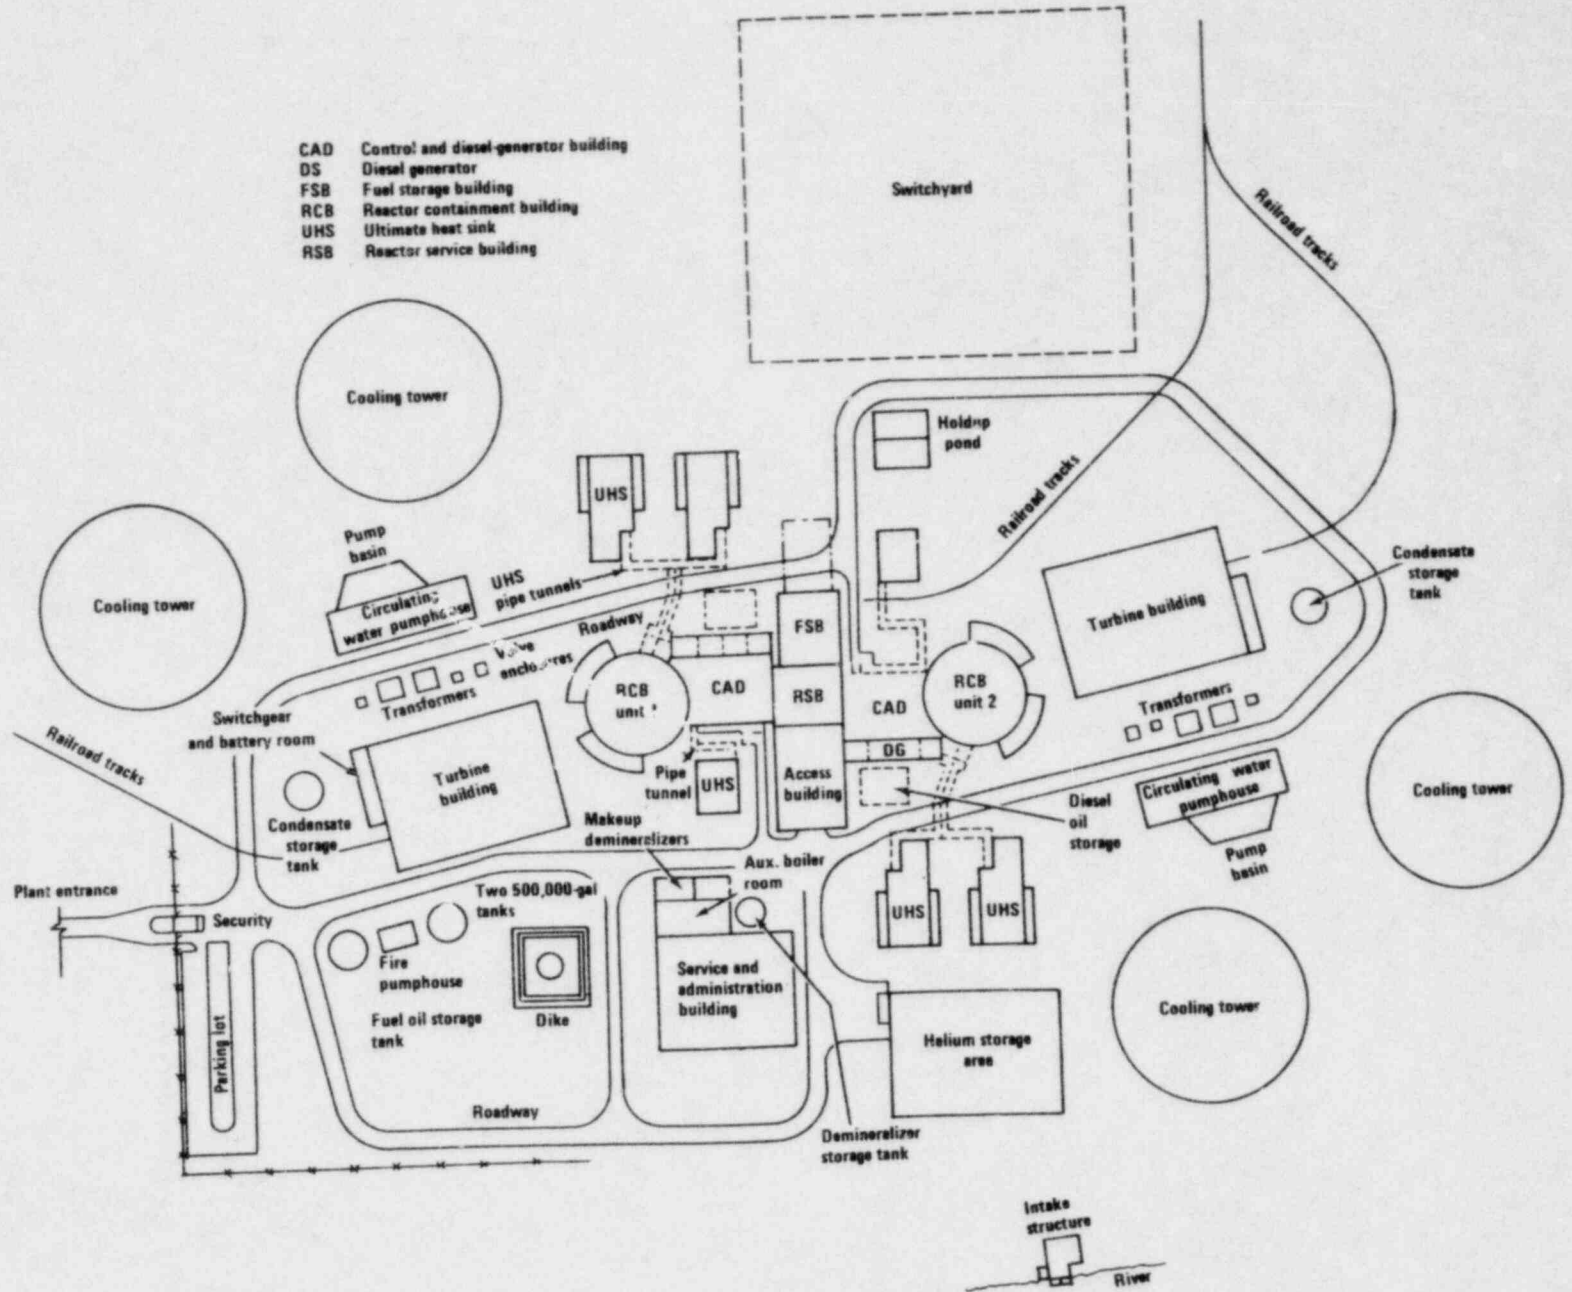 CAD Control and diesel-generator building
DS Diesel generator
FSB Fuel storage building
RCB Reactor containment building
UHS Ultimate heat sink
RSB Reactor service building
Switchyard
Railroad tracks
Cooling tower
Holdup
pond
UHS
Railroad tracks
Pump
basin
Condensate
storage
tank
Cooling tower
UHS
pipe tunnels
Circulating
water pumphouse
Turbine building
Roadway
FSB
Valve
enclosures
RCB
unit
CAD
RSB
CAD
RCB
unit 2
Transformers
Transformers
Switchgear
and battery room
Railroad tracks
Turbine
building
Pipe
tunnel
UHS
Access
building
DG
Circulating water
pumphouse
Cooling tower
Condensate
storage
tank
Makeup
demineralizers
Diesel
oil
storage
Pump
basin
Aux. boiler
room
Plant entrance
Security
Two 500,000-gal
tanks
UHS
UHS
Fire
pumphouse
Service and
administration
building
Cooling tower
Fuel oil storage
tank
Dike
Parking lot
Helium storage
area
Roadway
Demineralizer
storage tank
Intake
structure
River